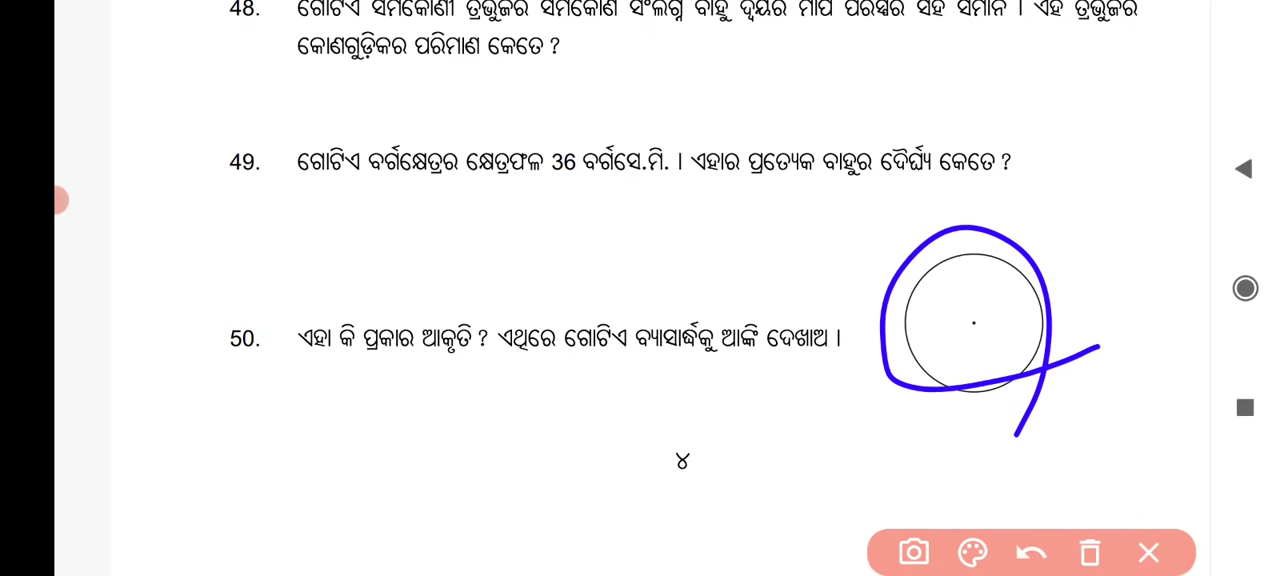 48. ଗୋଟିଏ ସମକୋଣୀ ତ୍ରିଭୁଜର ସମକୋଣ ସଂଲଗ୍ନ ବାହୁ ଦ୍ୱୟର ମାପ ପରସ୍ପର ସହ ସମାନ । ଏହି ତ୍ରିଭୁଜର
କୋଣଗୁଡ଼ିକର ପରିମାଣ କେତେ ?
49. ଗୋଟିଏ ବର୍ଗକ୍ଷେତ୍ରର କ୍ଷେତ୍ରଫଳ 36 ବର୍ଗସେ.ମି. । ଏହାର ପ୍ରତ୍ୟେକ ବାହୁର ଦୈର୍ଘ୍ୟ କେତେ ?
50. ଏହା କି ପ୍ରକାର ଆକୃତି ? ଏଥିରେ ଗୋଟିଏ ବ୍ୟାସାର୍ଦ୍ଧକୁ ଆଙ୍କି ଦେଖାଅ ।
୪